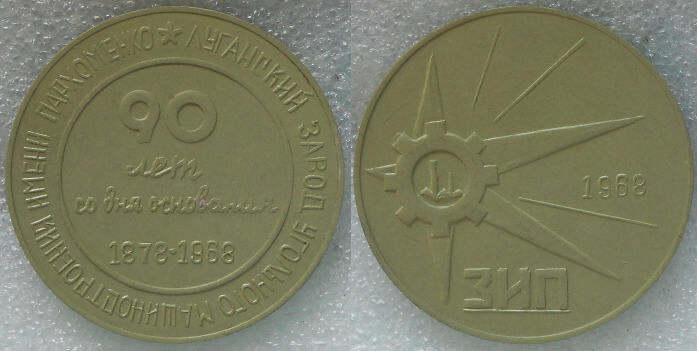 ЛУГАНСКИЙ ЗАВОД УГОЛЬНОГО МАШИНОСТРОЕНИЯ ИМЕНИ ПАРХОМЕНКО ★
90
лет
со дня основания
1878-1968
1968
ЗИП